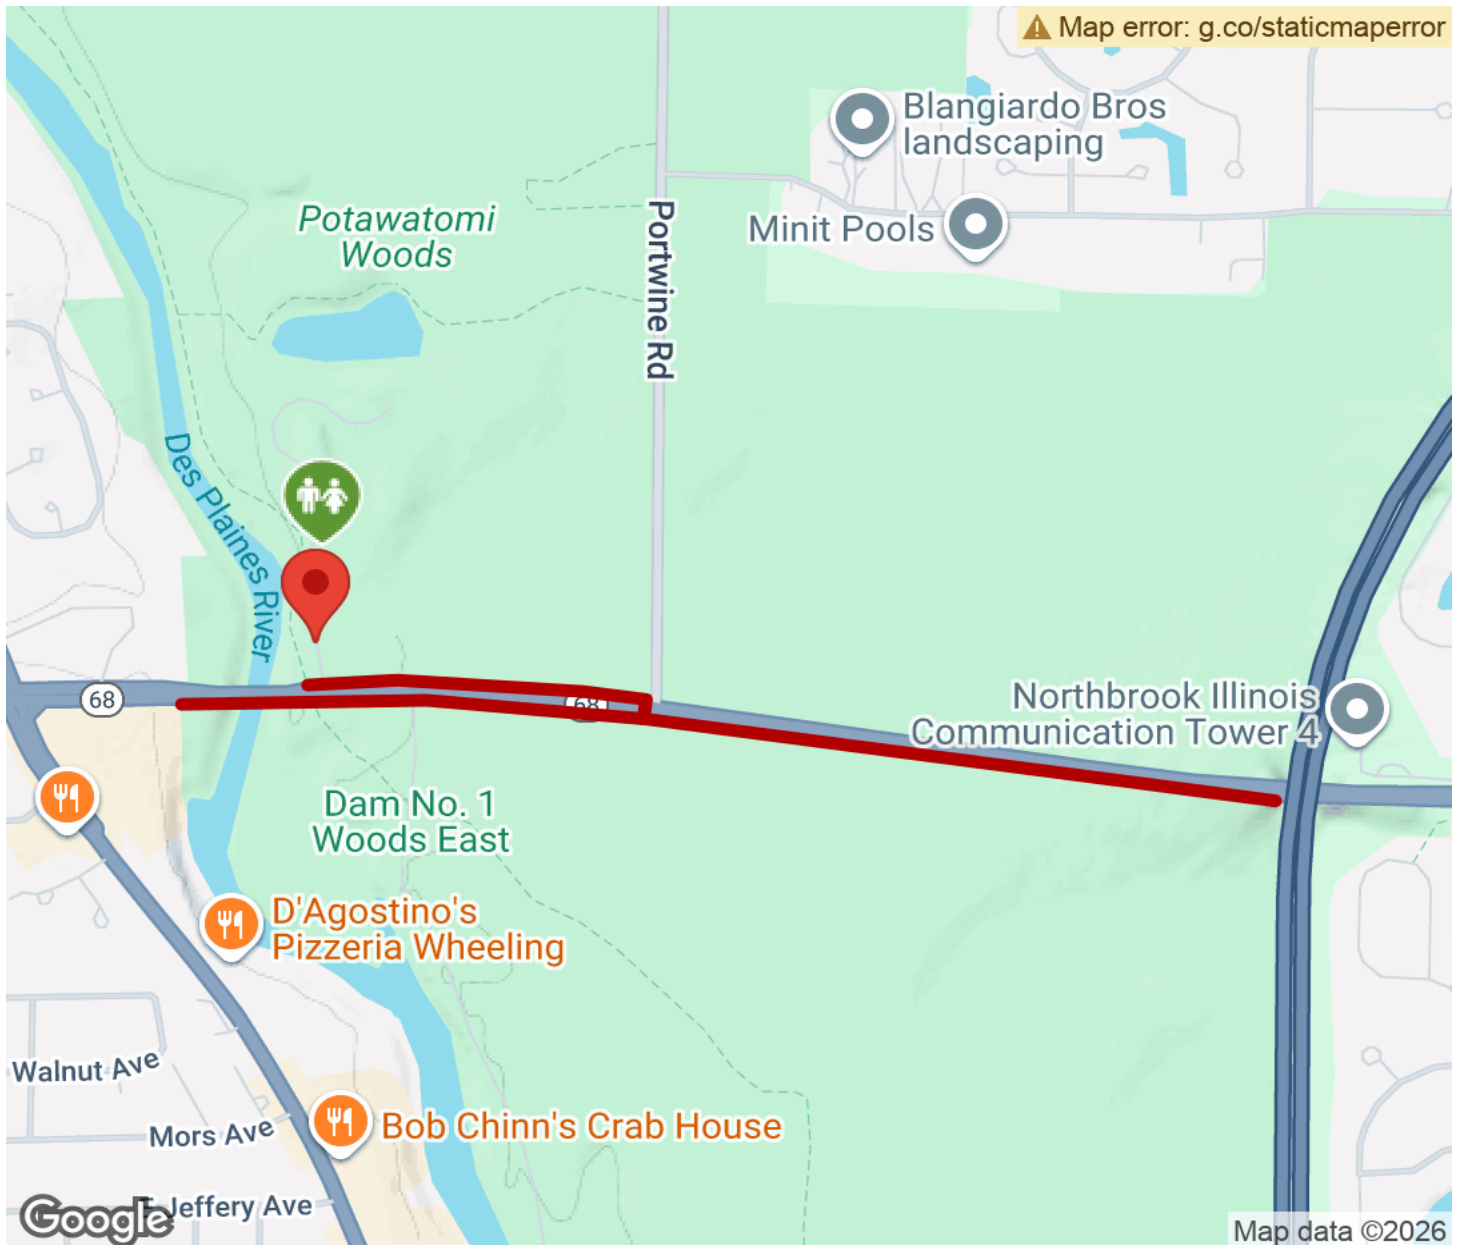 Map error: g.co/staticmaperror
Blangiardo Bros
landscaping
Potawatomi
Woods
Minit Pools
Portwine Rd
Des Plaines River
68
68
Northbrook Illinois
Communication Tower 4
Dam No. 1
Woods East
D'Agostino's
Pizzeria Wheeling
Walnut Ave
Mors Ave
Bob Chinn's Crab House
E Jeffery Ave
Google
Map data ©2026